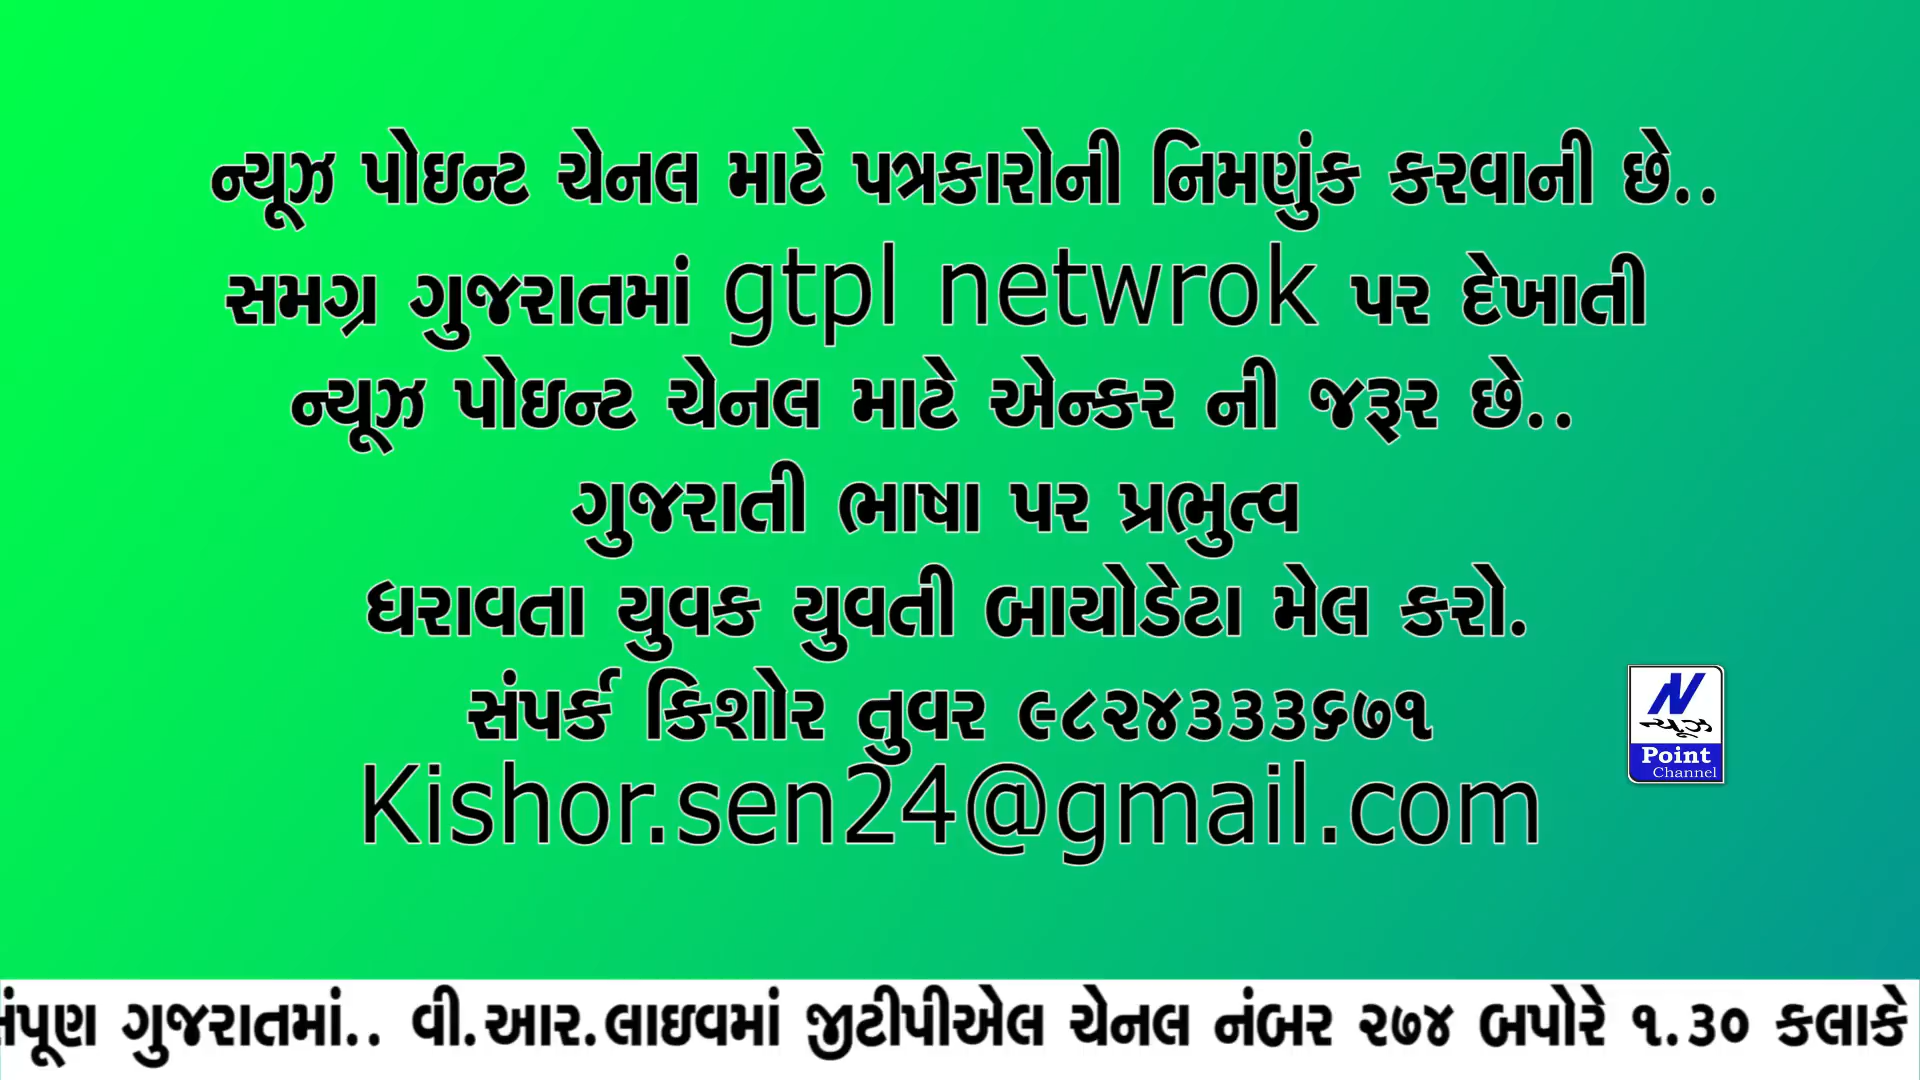 ન્યૂઝ પોઇન્ટ ચેનલ માટે પત્રકારોની નિમણુંક કરવાની છે..
સમગ્ર ગુજરાતમાં gtpl netwrok પર દેખાતી
ન્યૂઝ પોઇન્ટ ચેનલ માટે એન્કર ની જરૂર છે..
ગુજરાતી ભાષા પર પ્રભુત્વ
ધરાવતા યુવક યુવતી બાયોડેટા મેલ કરો.
સંપર્ક કિશોર તુવર ૯૮૨૪૩૩૩૬૭૧
Kishor.sen24@gmail.com
N
ન્યૂઝ
Point
Channel
સંપૂણ ગુજરાતમાં.. વી.આર.લાઇવમાં જીટીપીએલ ચેનલ નંબર ૨૭૪ બપોરે ૧.૩૦ કલાકે